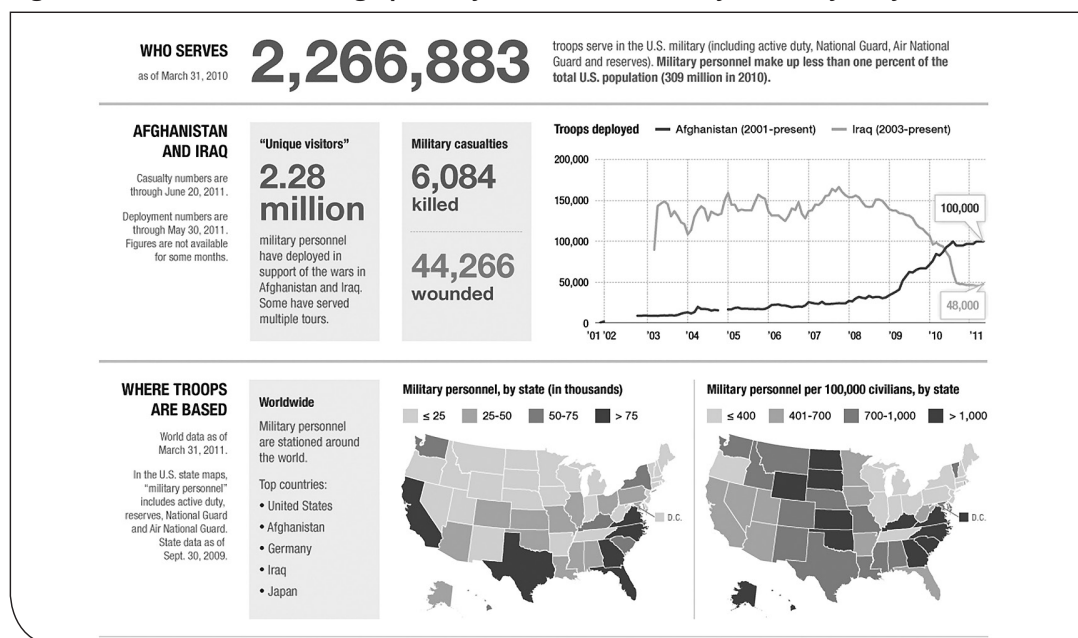 WHO SERVES
as of March 31, 2010
2,266,883
troops serve in the U.S. military (including active duty, National Guard, Air National
Guard and reserves). Military personnel make up less than one percent of the
total U.S. population (309 million in 2010).
AFGHANISTAN
AND IRAQ
Casualty numbers are
through June 20, 2011.
Deployment numbers are
through May 30, 2011.
Figures are not available
for some months.
“Unique visitors”
2.28
million
military personnel
have deployed in
support of the wars in
Afghanistan and Iraq.
Some have served
multiple tours.
Military casualties
6,084
killed
44,266
wounded
Troops deployed
Afghanistan (2001-present)
Iraq (2003-present)
200,000
150,000
100,000
50,000
0
100,000
48,000
’01 ’02 ’03 ’04 ’05 ’06 ’07 ’08 ’09 ’10 ’11
WHERE TROOPS
ARE BASED
World data as of
March 31, 2011.
In the U.S. state maps,
“military personnel”
includes active duty,
reserves, National Guard
and Air National Guard.
State data as of
Sept. 30, 2009.
Worldwide
Military personnel
are stationed around
the world.
Top countries:
• United States
• Afghanistan
• Germany
• Iraq
• Japan
Military personnel, by state (in thousands)
≤ 25 25-50 50-75 > 75
D.C.
Military personnel per 100,000 civilians, by state
≤ 400 401-700 700-1,000 > 1,000
D.C.